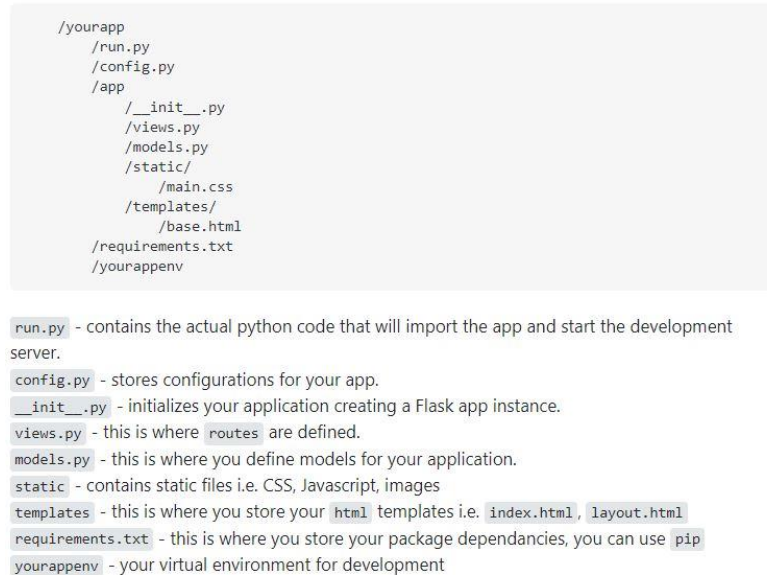 /yourapp
/run.py
/config.py
/app
/__init__.py
/views.py
/models.py
/static/
/main.css
/templates/
/base.html
/requirements.txt
/yourappenv
run.py - contains the actual python code that will import the app and start the development
server.
config.py - stores configurations for your app.
__init__.py - initializes your application creating a Flask app instance.
views.py - this is where routes are defined.
models.py - this is where you define models for your application.
static - contains static files i.e. CSS, Javascript, images
templates - this is where you store your html templates i.e. index.html, layout.html
requirements.txt - this is where you store your package dependancies, you can use pip
yourappenv - your virtual environment for development